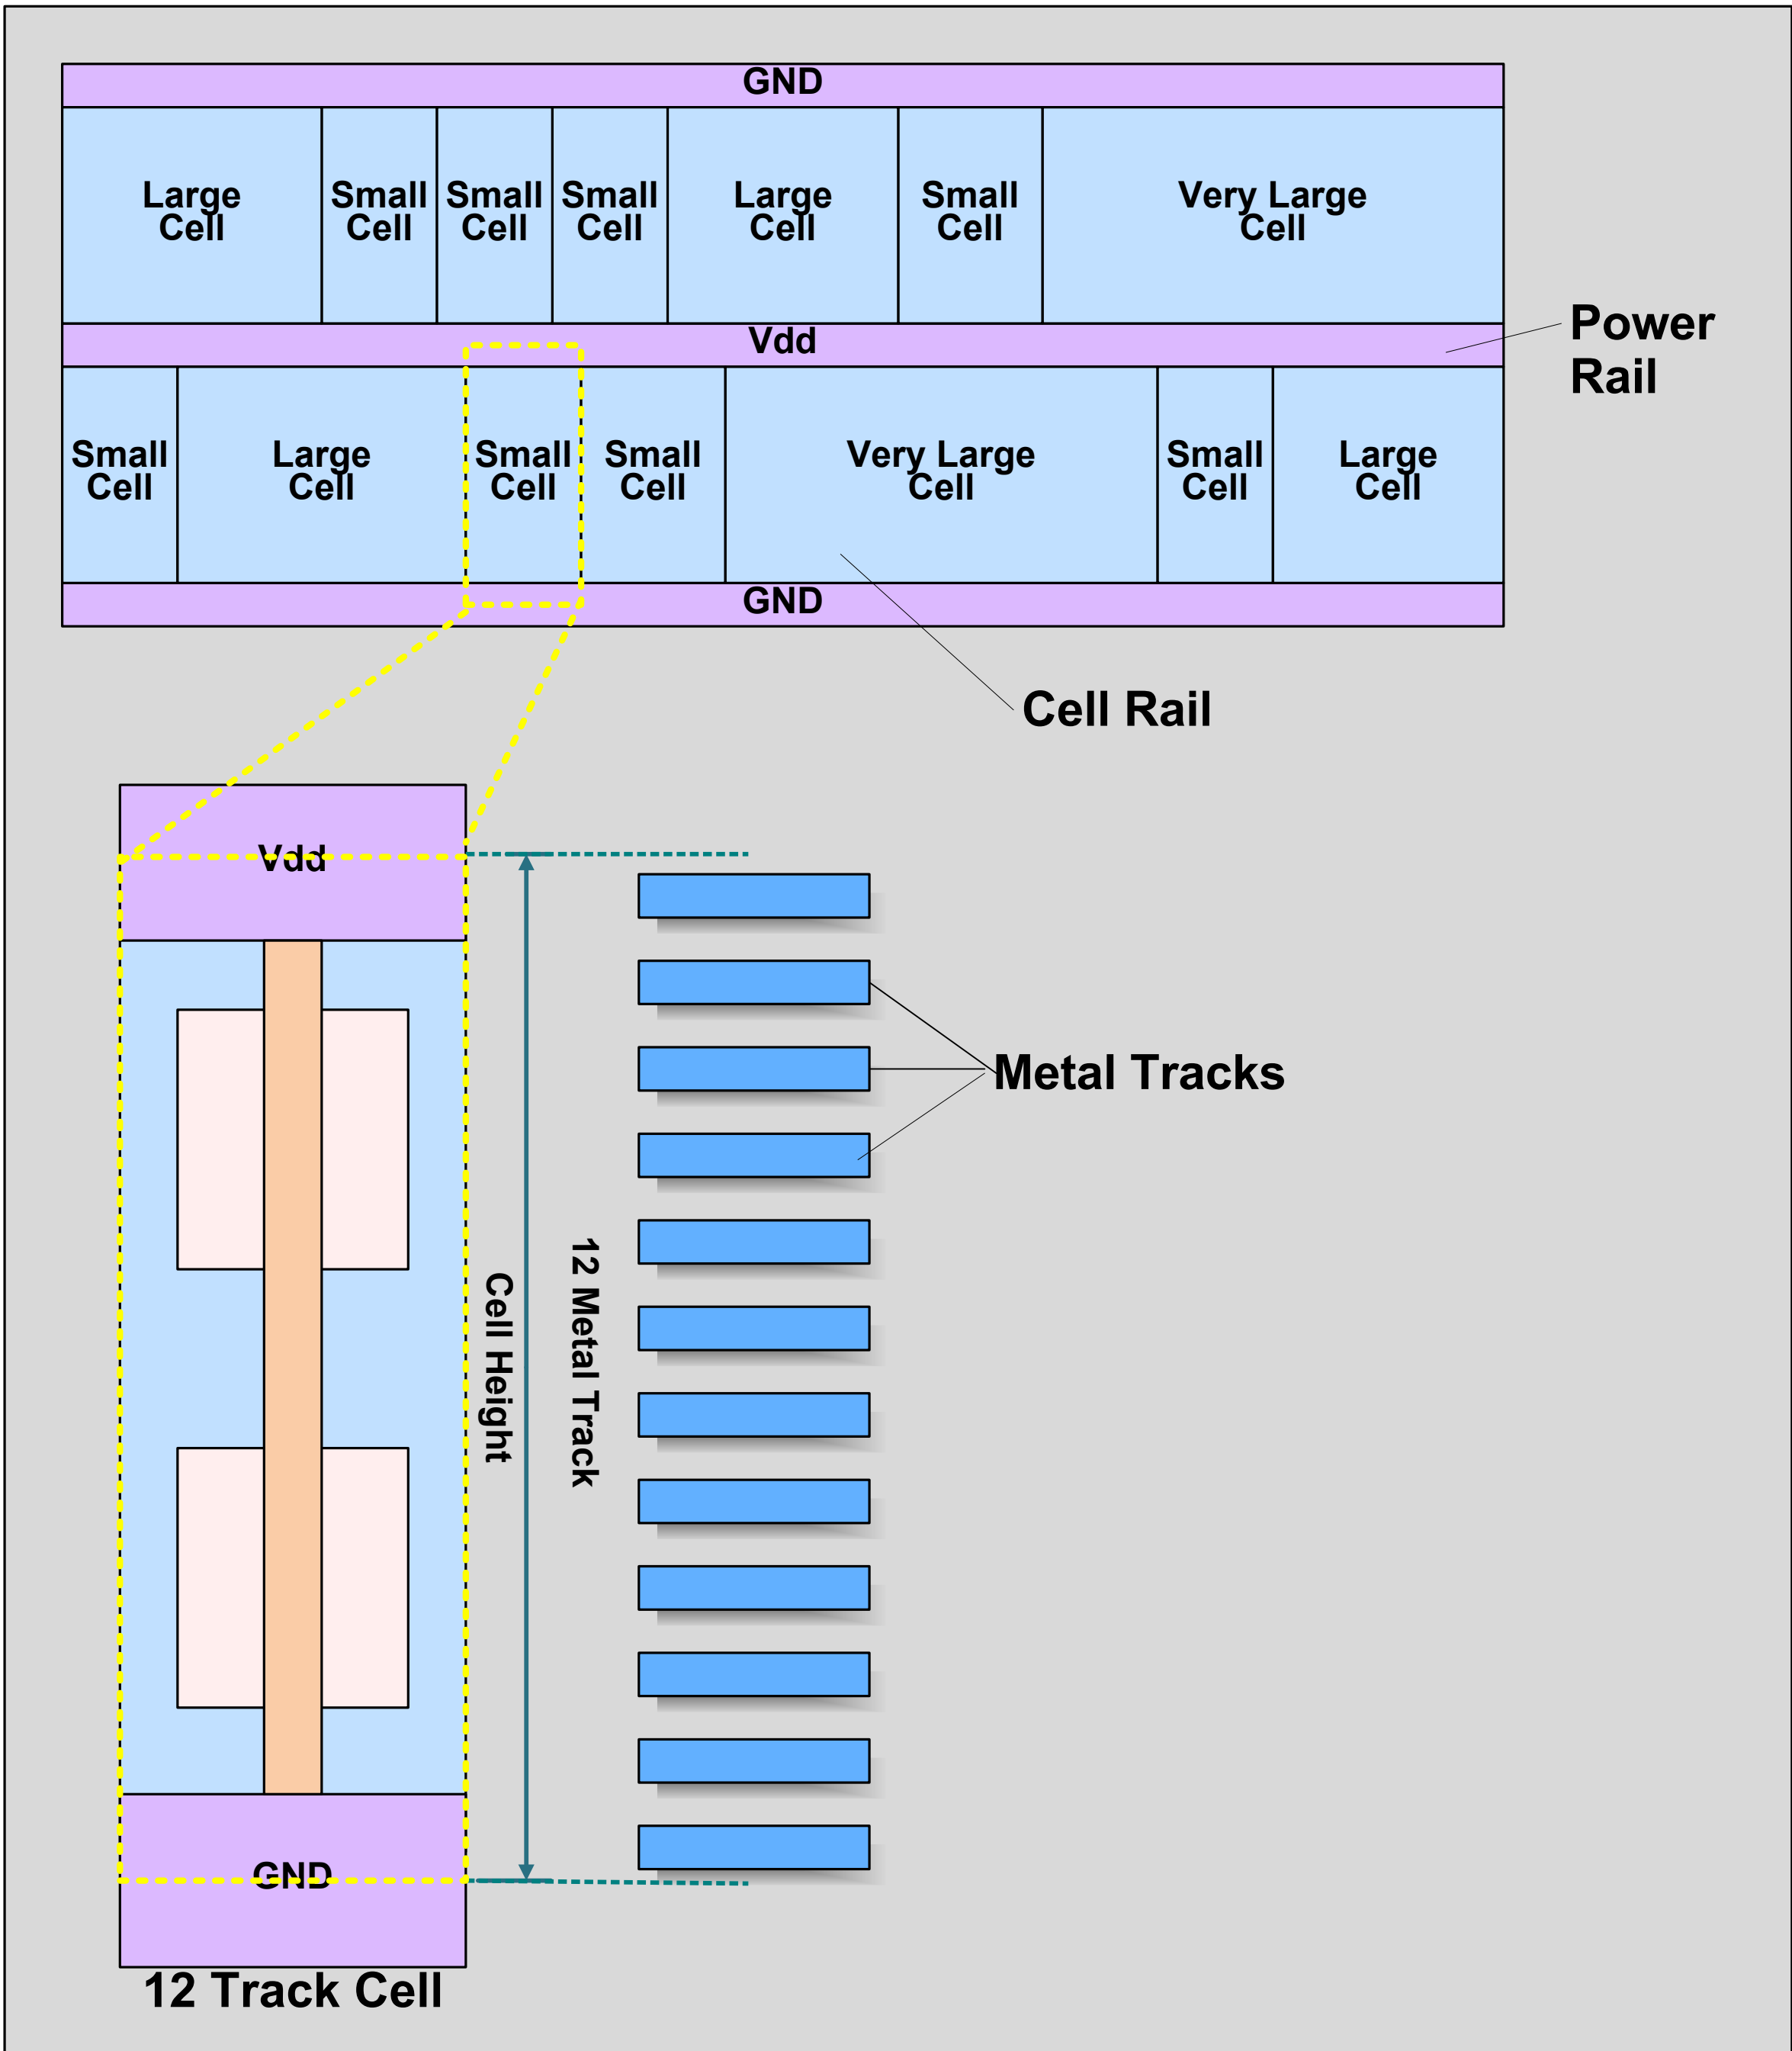 GND
Large
Cell
Small
Cell
Small
Cell
Small
Cell
Large
Cell
Small
Cell
Very Large
Cell
Vdd
Power
Rail
Small
Cell
Large
Cell
Small
Cell
Small
Cell
Very Large
Cell
Small
Cell
Large
Cell
GND
Cell Rail
Vdd
Metal Tracks
Cell Height
12 Metal Track
GND
12 Track Cell